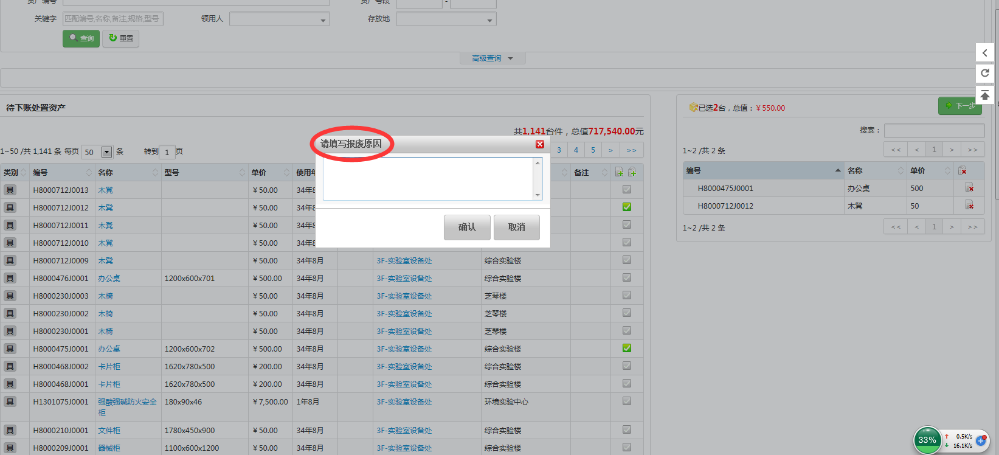 资产编号 资产号段 -
关键字 匹配编号,名称,备注,规格,型号 领用人 存放地
查询 重置
高级查询
待下账处置资产
共1,141台件，总值717,540.00元
1~50 /共 1,141 条 每页 50 条 转到 1 页 3 4 5 > >>
请填写报废原因
确认 取消
类别 编号 名称 型号 单价 使用年 备注
具 H8000712J0013 木凳 ￥50.00 34年8
具 H8000712J0012 木凳 ￥50.00 34年8
具 H8000712J0011 木凳 ￥50.00 34年8
具 H8000712J0010 木凳 ￥50.00 34年8
具 H8000712J0009 木凳 ￥50.00 34年8月 3F-实验室设备处 综合实验楼
具 H8000476J0001 办公桌 1200x600x701 ￥500.00 34年8月 3F-实验室设备处 综合实验楼
具 H8000230J0003 木椅 ￥50.00 34年8月 3F-实验室设备处 芝琴楼
具 H8000230J0002 木椅 ￥50.00 34年8月 3F-实验室设备处 芝琴楼
具 H8000230J0001 木椅 ￥50.00 34年8月 3F-实验室设备处 芝琴楼
具 H8000475J0001 办公桌 1200x600x702 ￥500.00 34年8月 3F-实验室设备处 综合实验楼
具 H8000468J0002 卡片柜 1620x780x500 ￥200.00 34年8月 3F-实验室设备处 综合实验楼
具 H8000468J0001 卡片柜 1620x780x500 ￥200.00 34年8月 3F-实验室设备处 综合实验楼
具 H1301075J0001 强酸强碱防火安全 180x90x46 ￥7,500.00 1年8月 3F-实验室设备处 环境实验中心
柜
具 H8000210J0001 文件柜 1780x450x900 ￥50.00 34年8月 3F-实验室设备处 综合实验楼
具 H8000209J0001 器械柜 1100x600x1200 ￥50.00 34年8月 3F-实验室设备处 综合实验楼
已选2台，总值：￥550.00 下一步
搜索：
1~2 /共 2 条 << < 1 > >>
编号 名称 单价
H8000475J0001 办公桌 500
H8000712J0012 木凳 50
1~2 /共 2 条 << < 1 > >>
33% 0.5K/s
16.1K/s